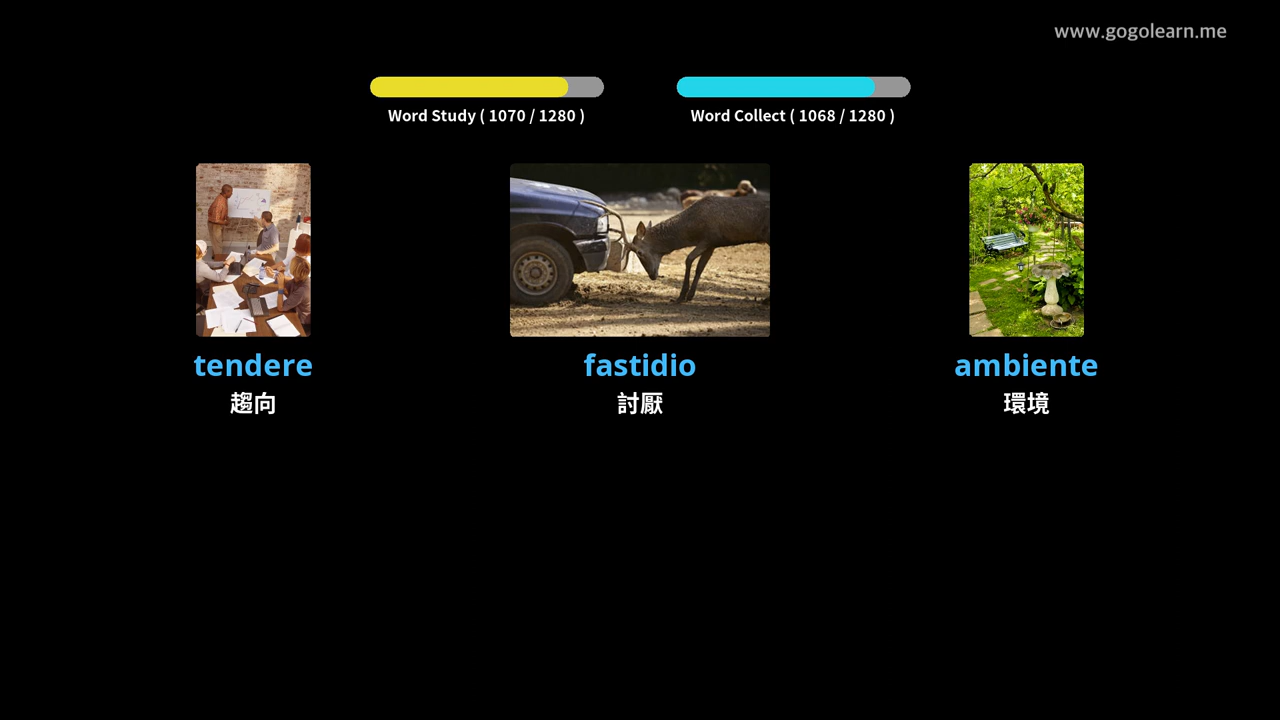 www.gogolearn.me
Word Study ( 1070 / 1280 )
Word Collect ( 1068 / 1280 )
tendere
fastidio
ambiente
趨向
討厭
環境